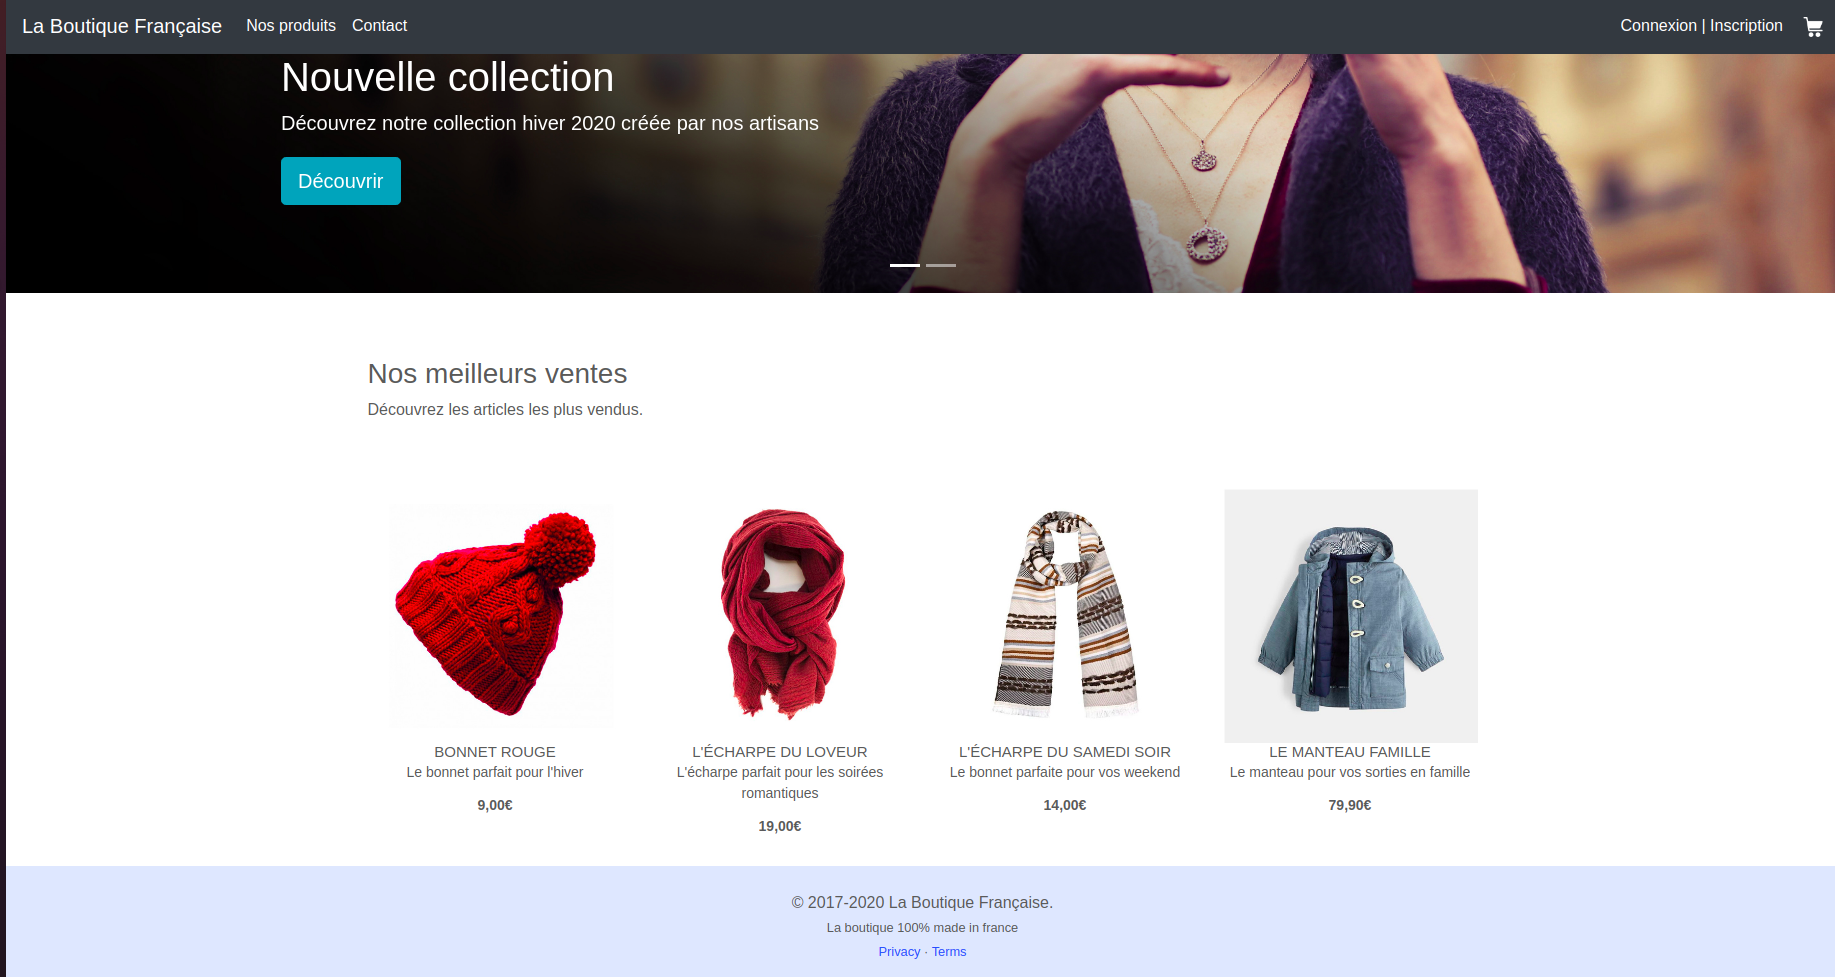 La Boutique Française Nos produits Contact Connexion | Inscription
Nouvelle collection
Découvrez notre collection hiver 2020 créée par nos artisans
Découvrir
Nos meilleurs ventes
Découvrez les articles les plus vendus.
BONNET ROUGE
Le bonnet parfait pour l'hiver
9,00€
L'ÉCHARPE DU LOVEUR
L'écharpe parfait pour les soirées
romantiques
19,00€
L'ÉCHARPE DU SAMEDI SOIR
Le bonnet parfaite pour vos weekend
14,00€
LE MANTEAU FAMILLE
Le manteau pour vos sorties en famille
79,90€
© 2017-2020 La Boutique Française.
La boutique 100% made in france
Privacy · Terms